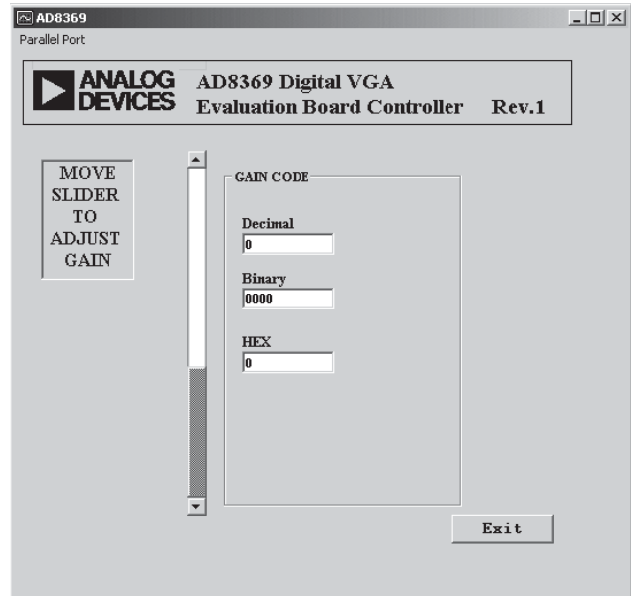 AD8369
Parallel Port
ANALOG
DEVICES
AD8369 Digital VGA
Evaluation Board Controller Rev.1
MOVE
SLIDER
TO
ADJUST
GAIN
GAIN CODE
Decimal
0
Binary
0000
HEX
0
Exit